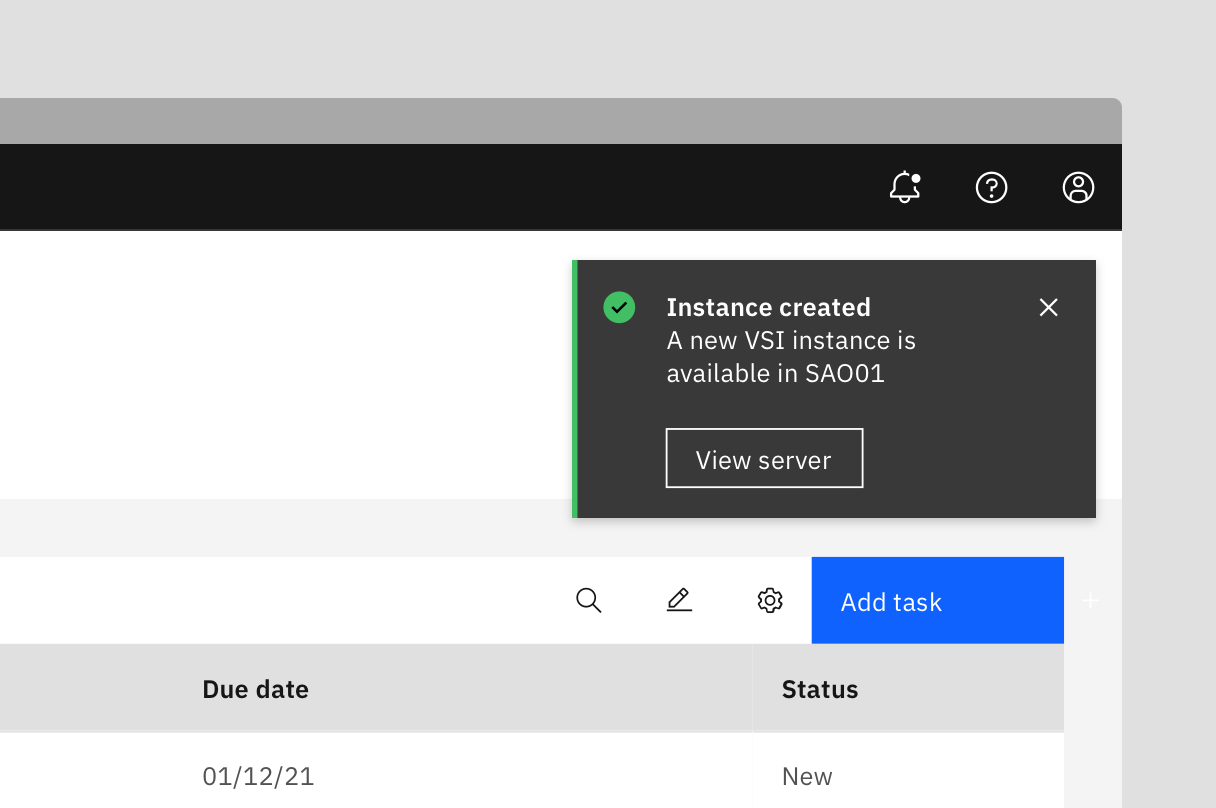 Instance created
A new VSI instance is
available in SAO01
View server
Add task
Due date
Status
01/12/21
New